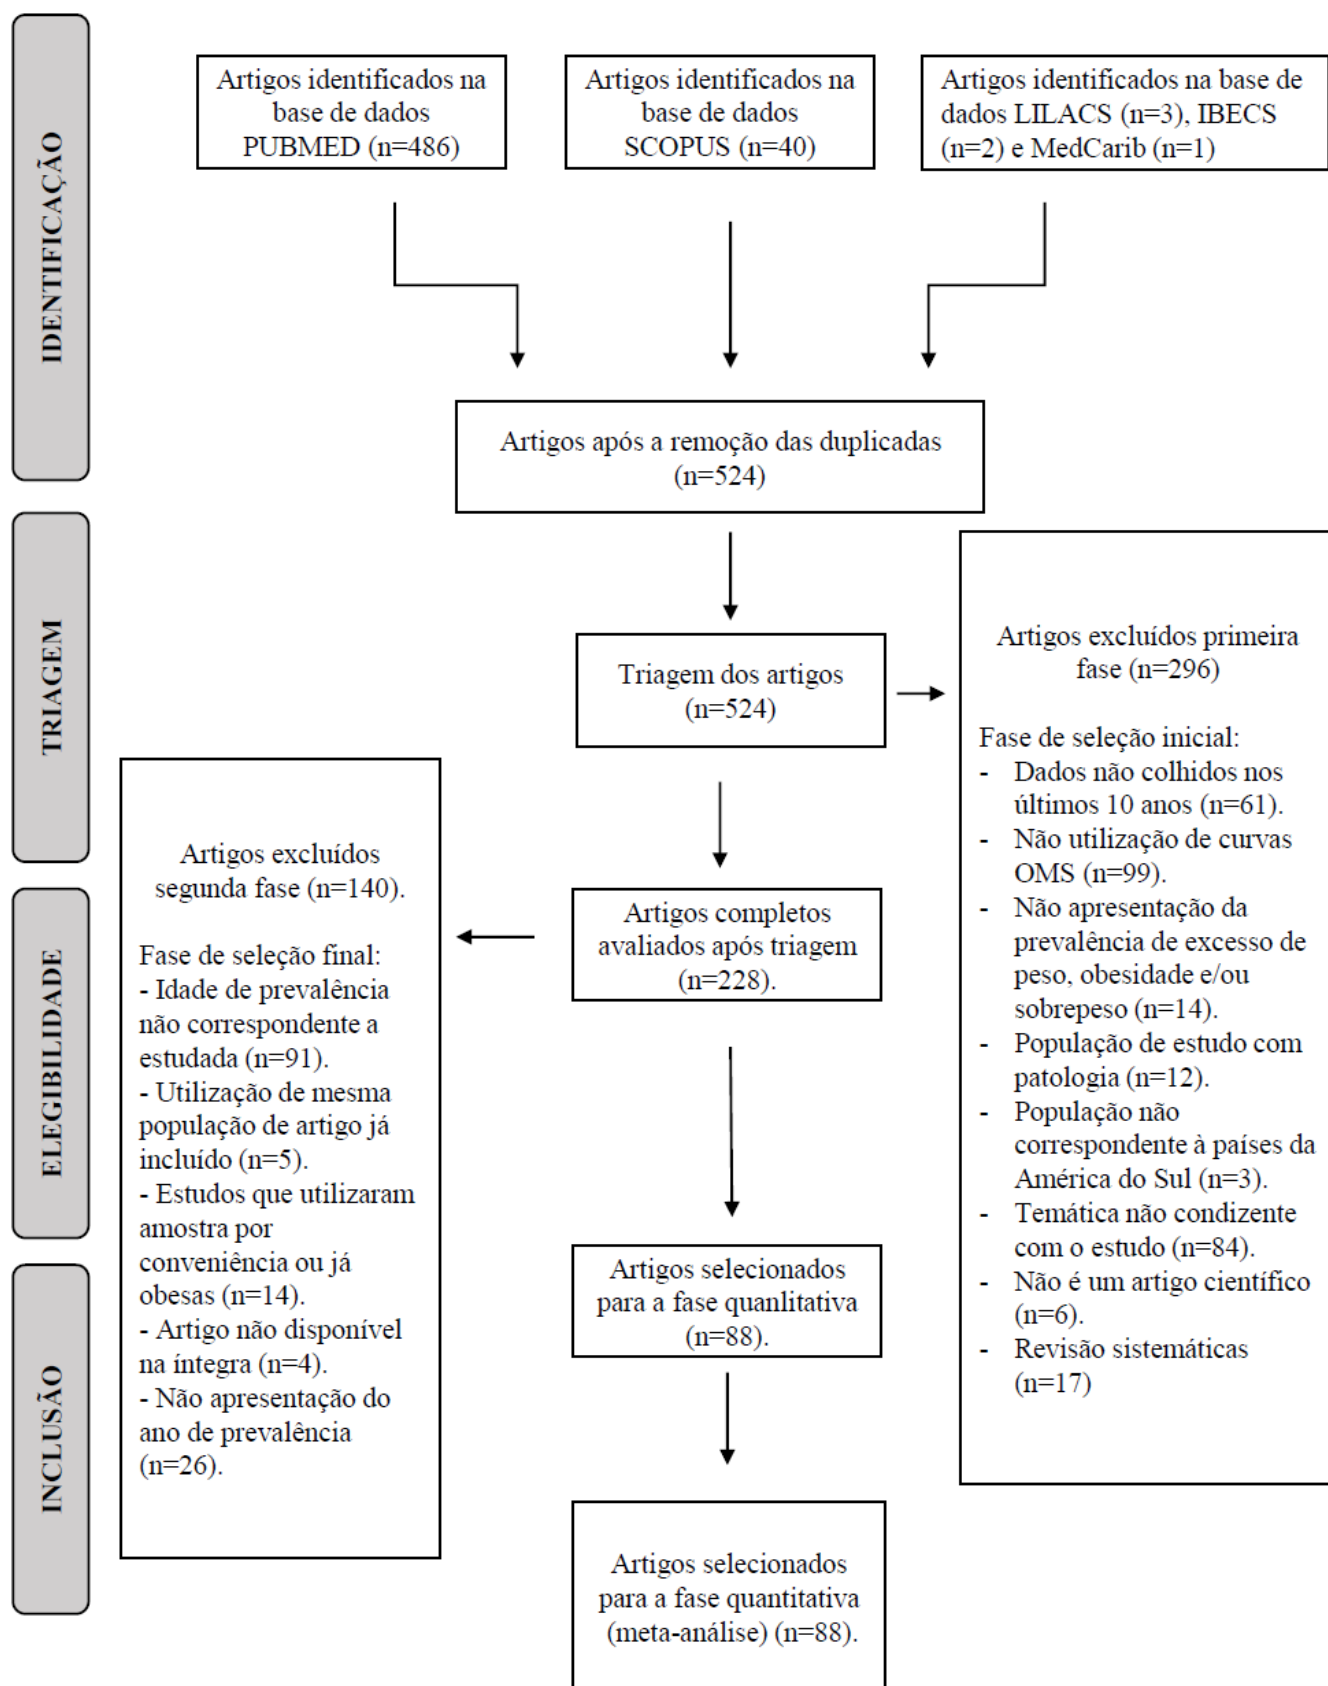 IDENTIFICAÇÃO
Artigos identificados na
base de dados
PUBMED (n=486)
Artigos identificados na
base de dados
SCOPUS (n=40)
Artigos identificados na base de
dados LILACS (n=3), IBECS
(n=2) e MedCarib (n=1)
Artigos após a remoção das duplicadas
(n=524)
TRIAGEM
Triagem dos artigos
(n=524)
Artigos excluídos primeira
fase (n=296)
Fase de seleção inicial:
- Dados não colhidos nos
últimos 10 anos (n=61).
- Não utilização de curvas
OMS (n=99).
- Não apresentação da
prevalência de excesso de
peso, obesidade e/ou
sobrepeso (n=14).
- População de estudo com
patologia (n=12).
- População não
correspondente à países da
América do Sul (n=3).
- Temática não condizente
com o estudo (n=84).
- Não é um artigo científico
(n=6).
- Revisão sistemáticas
(n=17)
ELEGIBILIDADE
Artigos completos
avaliados após triagem
(n=228).
Artigos excluídos
segunda fase (n=140).
Fase de seleção final:
- Idade de prevalência
não correspondente a
estudada (n=91).
- Utilização de mesma
população de artigo já
incluído (n=5).
- Estudos que utilizaram
amostra por
conveniência ou já
obesas (n=14).
- Artigo não disponível
na íntegra (n=4).
- Não apresentação do
ano de prevalência
(n=26).
INCLUSÃO
Artigos selecionados
para a fase quanlitativa
(n=88).
Artigos selecionados
para a fase quantitativa
(meta-análise) (n=88).